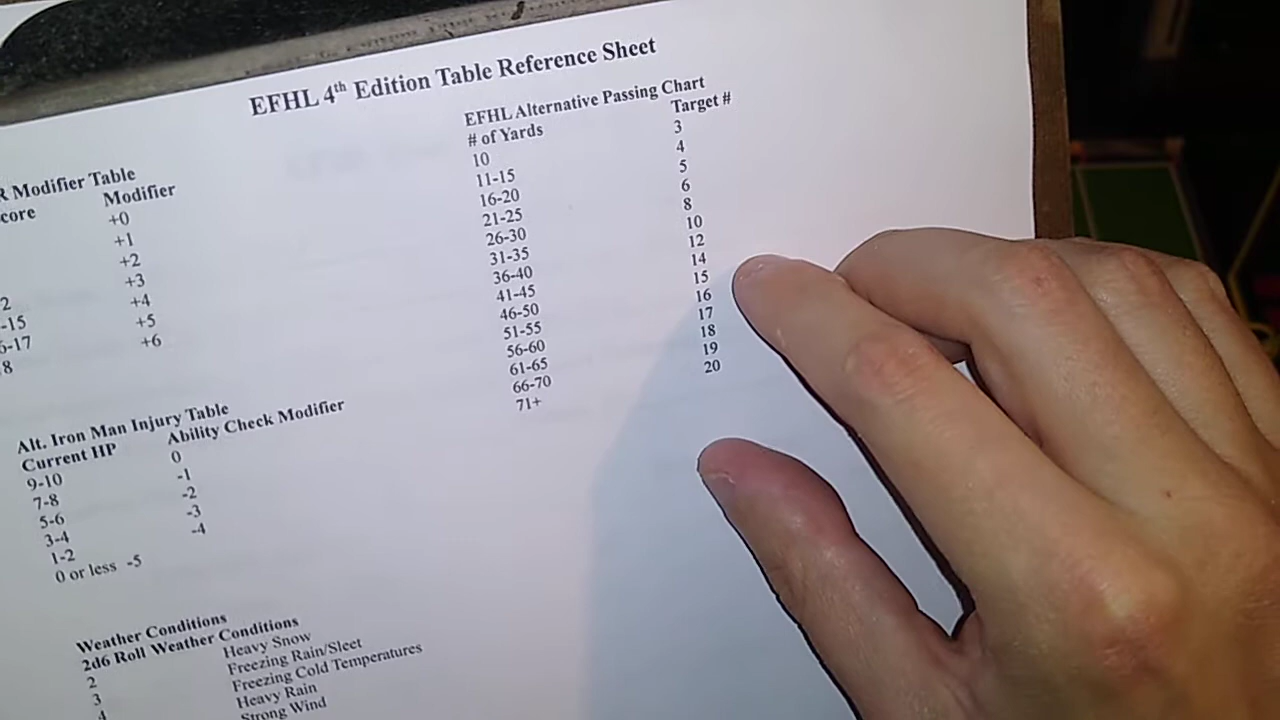 EFHL 4th Edition Table Reference Sheet
R Modifier Table
core Modifier
+0
+1
+2
+3
2 +4
-15 +5
-17 +6
8
EFHL Alternative Passing Chart
# of Yards Target #
10 3
11-15 4
16-20 5
21-25 6
26-30 8
31-35 10
36-40 12
41-45 14
46-50 15
51-55 16
56-60 17
61-65 18
66-70 19
71+ 20
Alt. Iron Man Injury Table
Current HP Ability Check Modifier
9-10 0
7-8 -1
5-6 -2
3-4 -3
1-2 -4
0 or less -5
Weather Conditions
2d6 Roll Weather Conditions
2 Heavy Snow
3 Freezing Rain/Sleet
4 Freezing Cold Temperatures
Heavy Rain
Strong Wind